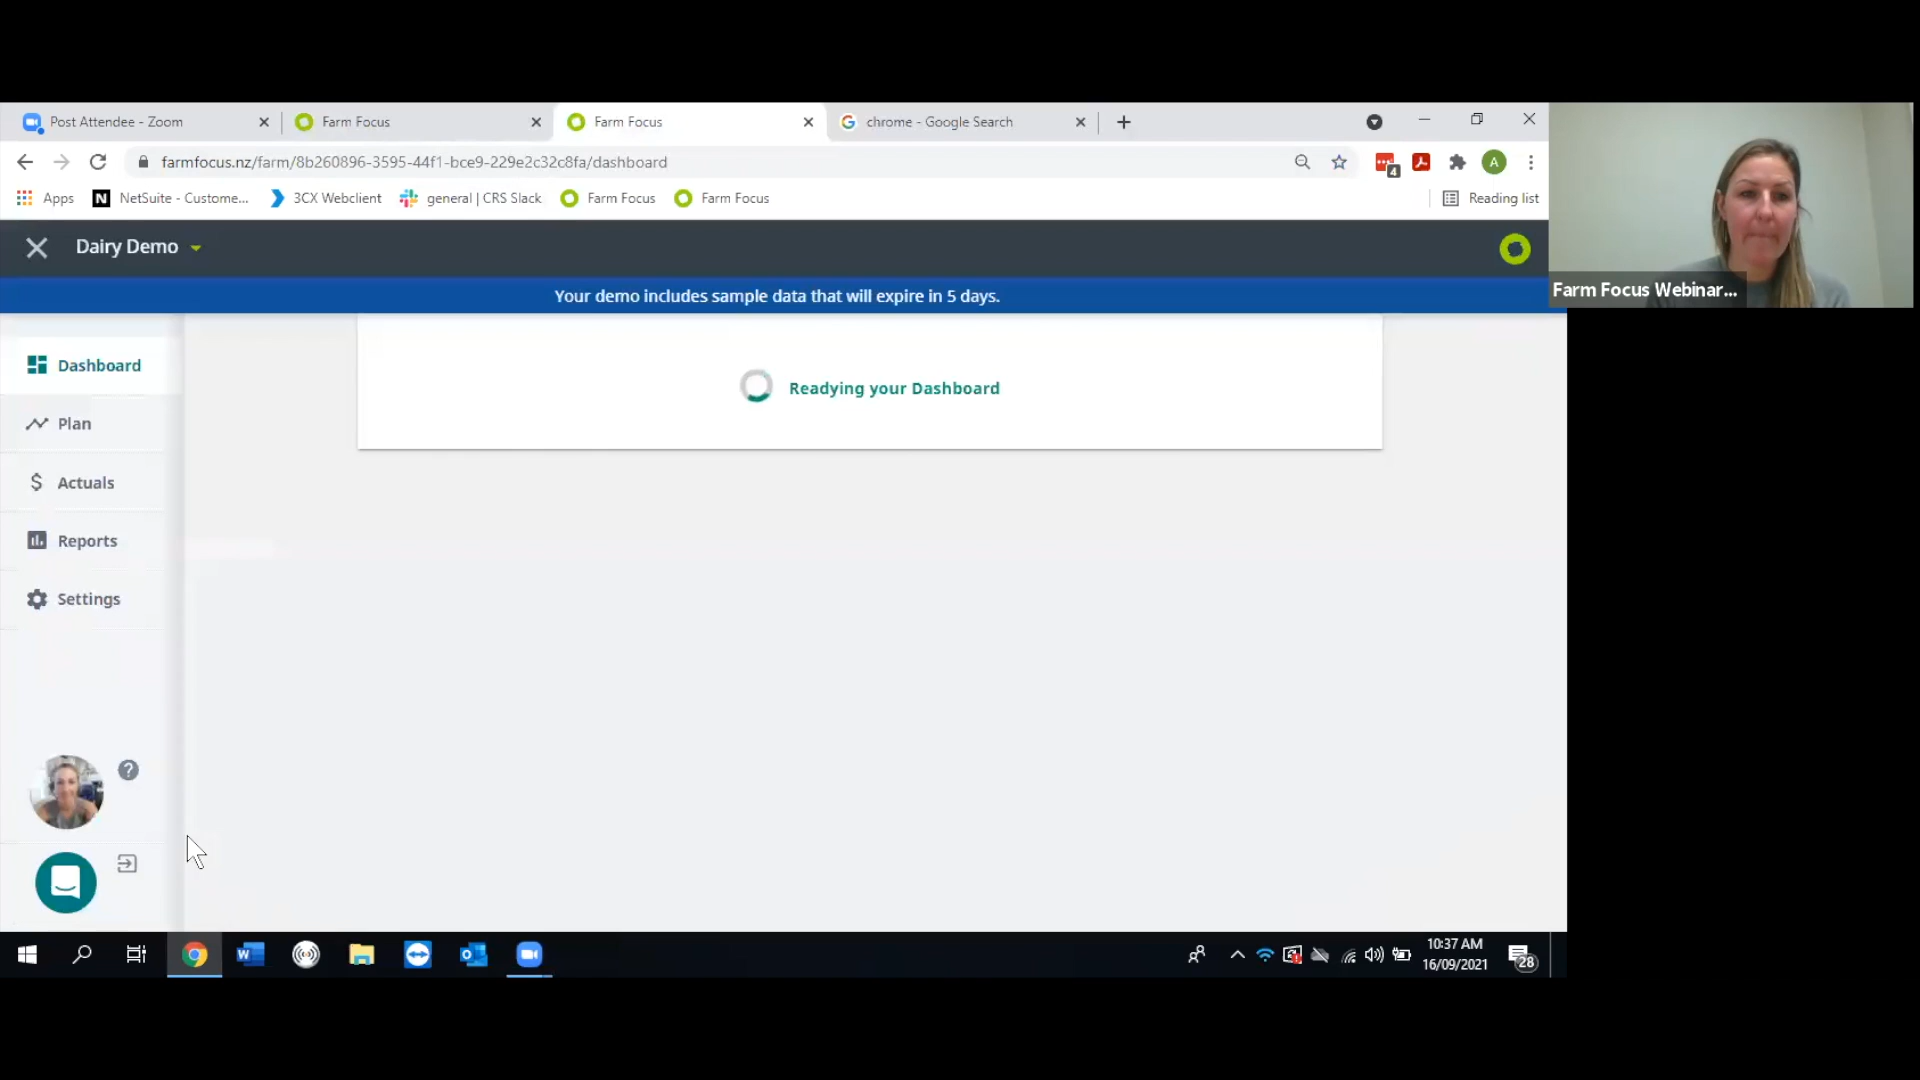 Post Attendee - Zoom
Farm Focus
Farm Focus
chrome - Google Search
farmfocus.nz/farm/8b260896-3595-44f1-bce9-229e2c32c8fa/dashboard
4
A
Apps
N
NetSuite - Custome...
3CX Webclient
general | CRS Slack
Farm Focus
Farm Focus
Reading list
Dairy Demo
Farm Focus Webinar...
Your demo includes sample data that will expire in 5 days.
Dashboard
Readying your Dashboard
Plan
Actuals
Reports
Settings
10:37 AM
16/09/2021
28